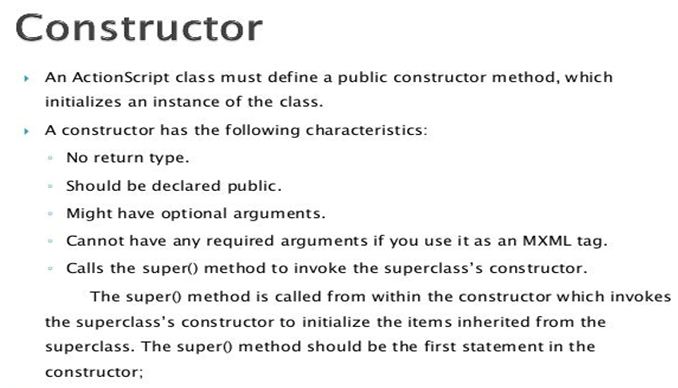 Constructor
An ActionScript class must define a public constructor method, which
initializes an instance of the class.
A constructor has the following characteristics:
No return type.
Should be declared public.
Might have optional arguments.
Cannot have any required arguments if you use it as an MXML tag.
Calls the super() method to invoke the superclass's constructor.
The super() method is called from within the constructor which invokes
the superclass's constructor to initialize the items inherited from the
superclass. The super() method should be the first statement in the
constructor;